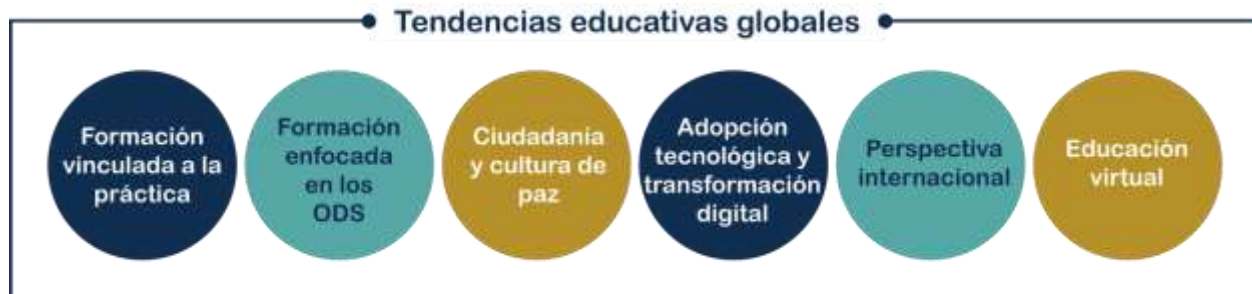 Tendencias educativas globales
Formación
vinculada a la
práctica
Formación
enfocada
en los
ODS
Ciudadanía
y cultura de
paz
Adopción
tecnológica y
transformación
digital
Perspectiva
internacional
Educación
virtual